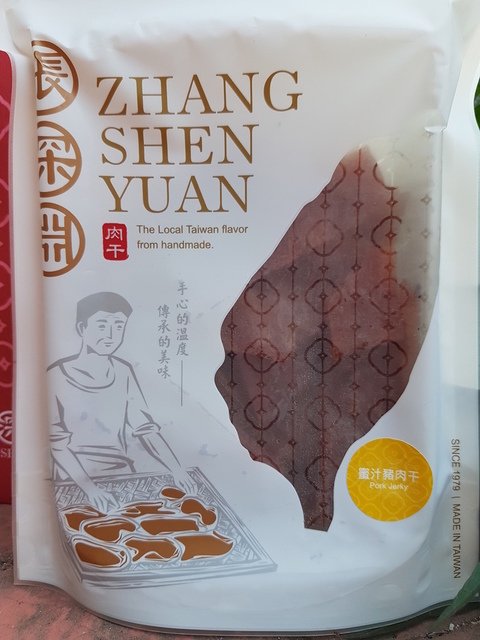 ZHANG
SHEN
YUAN
肉干
The Local Taiwan flavor
from handmade.
手心的溫度
傳承的美味
蜜汁豬肉干
Pork Jerky
SINCE 1979 | MADE IN TAIWAN